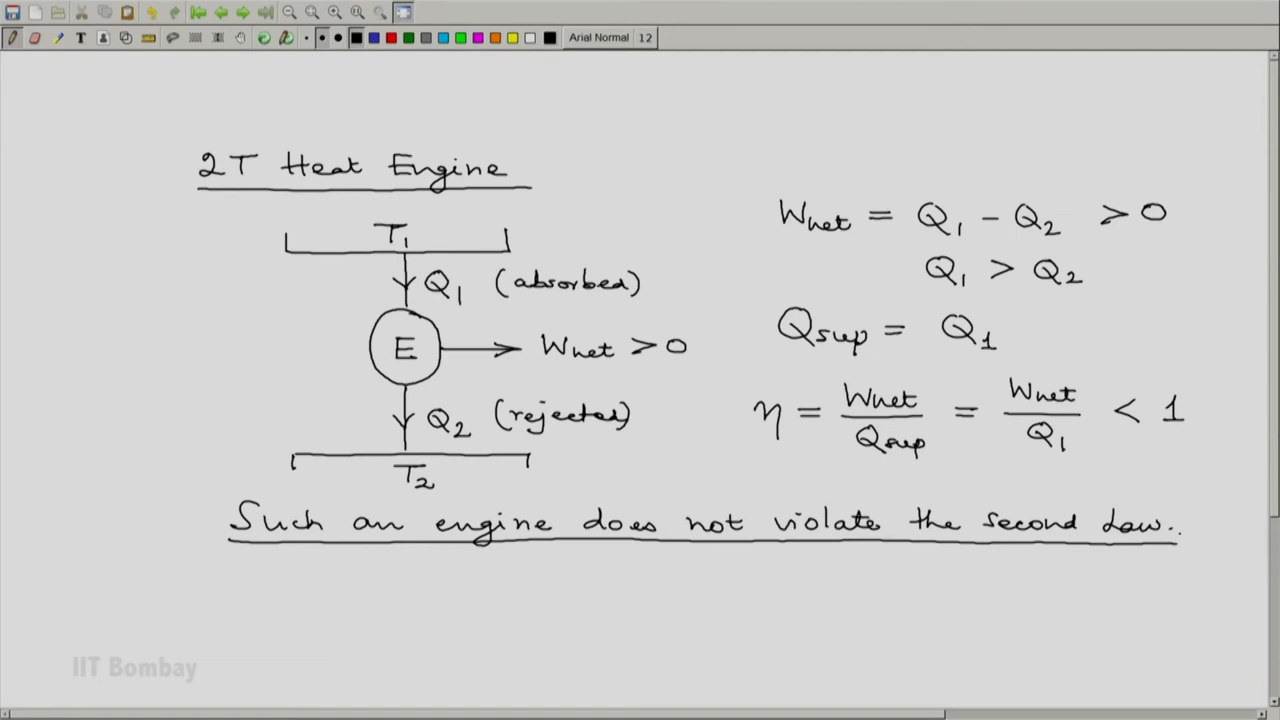 Arial Normal 12
2T Heat Engine
T₁
Q₁ (absorbed)
E
Wnet > 0
Q₂ (rejected)
T₂
Wnet = Q₁ − Q₂ > 0
Q₁ > Q₂
Qsup = Q₁
η = Wnet / Qsup = Wnet / Q₁ < 1
Such an engine does not violate the second Law.
IIT Bombay